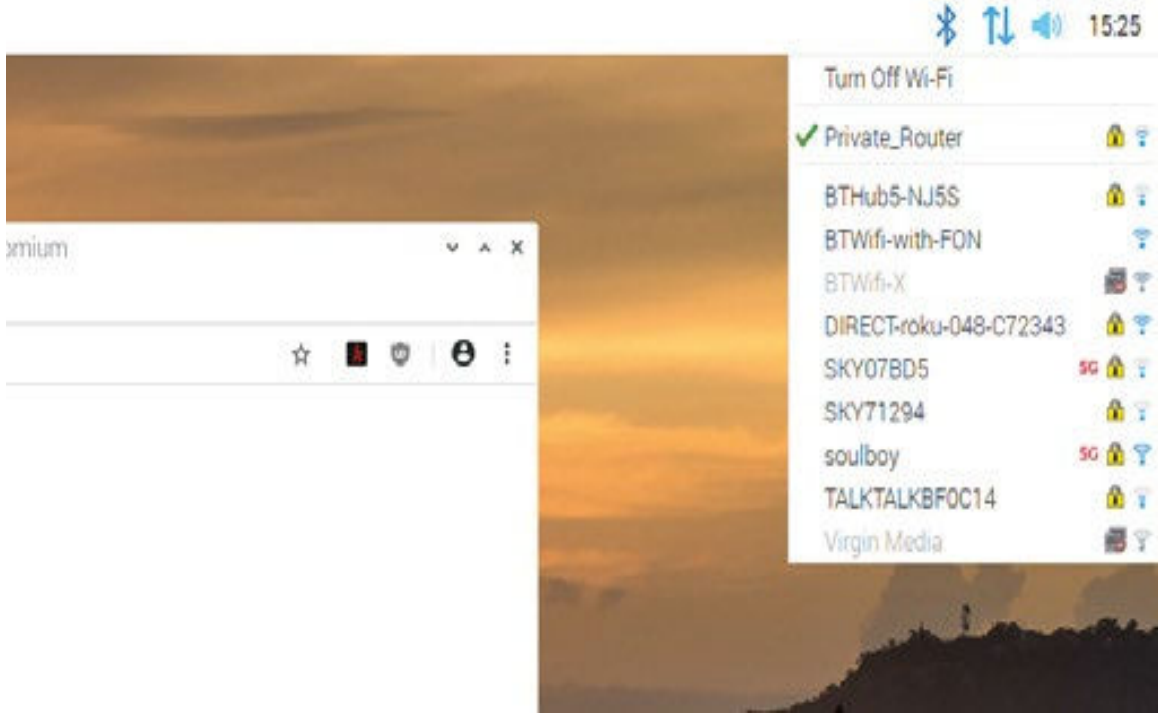 15:25
Turn Off Wi-Fi
Private_Router
BTHub5-NJ5S
BTWifi-with-FON
BTWifi-X
DIRECT-roku-048-C72343
5G
SKY07BD5
SKY71294
soulboy
5G
TALKTALKBF0C14
Virgin Media
omium